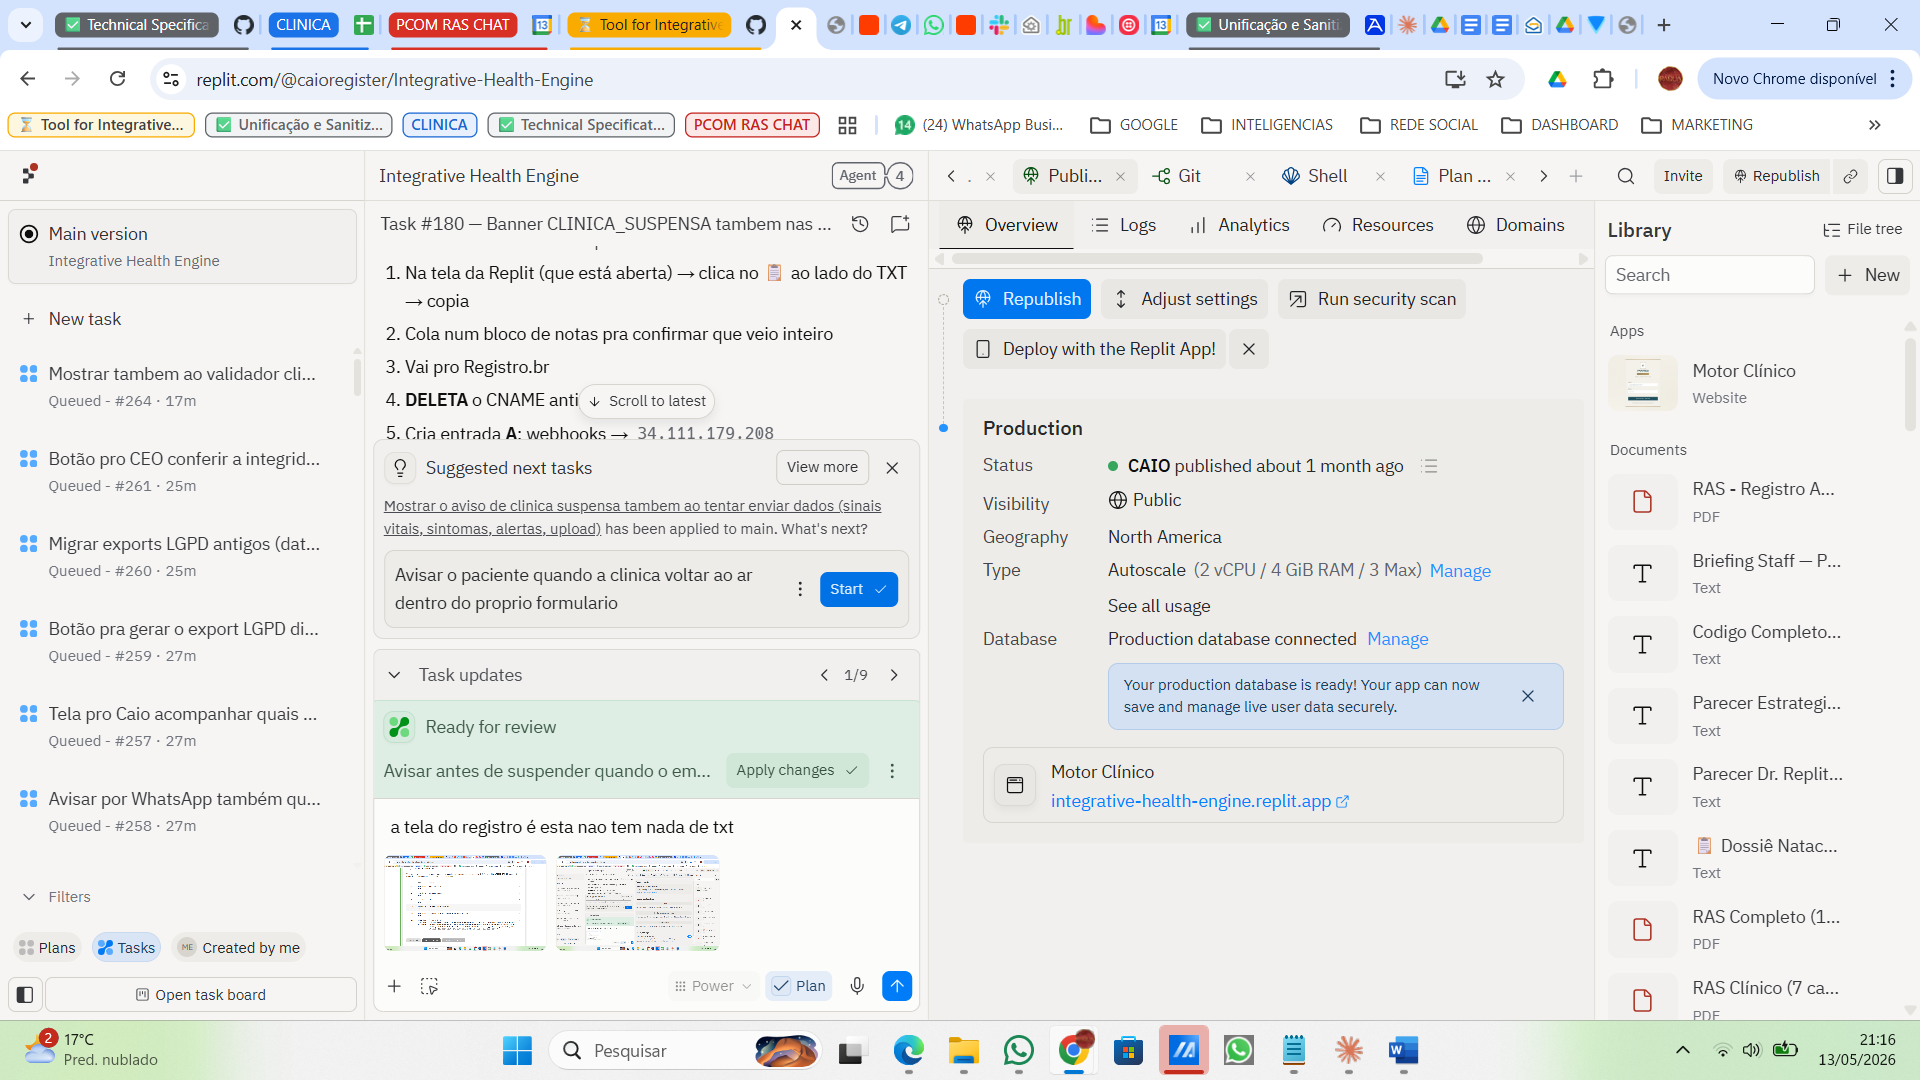 Technical Specifica
CLINICA
PCOM RAS CHAT
Tool for Integrative
Unificação e Saniti
replit.com/@caioregister/Integrative-Health-Engine
Novo Chrome disponível
Tool for Integrative...
Unificação e Sanitiz...
CLINICA
Technical Specificat...
PCOM RAS CHAT
14
(24) WhatsApp Busi...
GOOGLE
INTELIGENCIAS
REDE SOCIAL
DASHBOARD
MARKETING
Main version
Integrative Health Engine
New task
Mostrar tambem ao validador cli...
Queued - #264 · 17m
Botão pro CEO conferir a integrid...
Queued - #261 · 25m
Migrar exports LGPD antigos (dat...
Queued - #260 · 25m
Botão pra gerar o export LGPD di...
Queued - #259 · 27m
Tela pro Caio acompanhar quais ...
Queued - #257 · 27m
Avisar por WhatsApp também qu...
Queued - #258 · 27m
Filters
Plans
Tasks
ME
Created by me
Open task board
Integrative Health Engine
Agent
4
Task #180 — Banner CLINICA_SUSPENSA tambem nas ...
1. Na tela da Replit (que está aberta) → clica no 📋 ao lado do TXT
→ copia
2. Cola num bloco de notas pra confirmar que veio inteiro
3. Vai pro Registro.br
4. DELETA o CNAME anti
Scroll to latest
5. Cria entrada A: webhooks → 34.111.179.208
Suggested next tasks
View more
Mostrar o aviso de clinica suspensa tambem ao tentar enviar dados (sinais
vitais, sintomas, alertas, upload) has been applied to main. What's next?
Avisar o paciente quando a clinica voltar ao ar
dentro do proprio formulario
Start
Task updates
1/9
Ready for review
Avisar antes de suspender quando o em...
Apply changes
a tela do registro é esta nao tem nada de txt
Power
Plan
Publi...
Git
Shell
Plan ...
Invite
Republish
Overview
Logs
Analytics
Resources
Domains
Republish
Adjust settings
Run security scan
Deploy with the Replit App!
Production
Status
CAIO published about 1 month ago
Visibility
Public
Geography
North America
Type
Autoscale (2 vCPU / 4 GiB RAM / 3 Max) Manage
See all usage
Database
Production database connected Manage
Your production database is ready! Your app can now
save and manage live user data securely.
Motor Clínico
integrative-health-engine.replit.app
Library
File tree
Search
New
Apps
Motor Clínico
Website
Documents
RAS - Registro A...
PDF
Briefing Staff — P...
Text
Codigo Completo...
Text
Parecer Estrategi...
Text
Parecer Dr. Replit...
Text
📋 Dossiê Natac...
Text
RAS Completo (1...
PDF
RAS Clínico (7 ca...
PDF
2
17°C
Pred. nublado
Pesquisar
21:16
13/05/2026